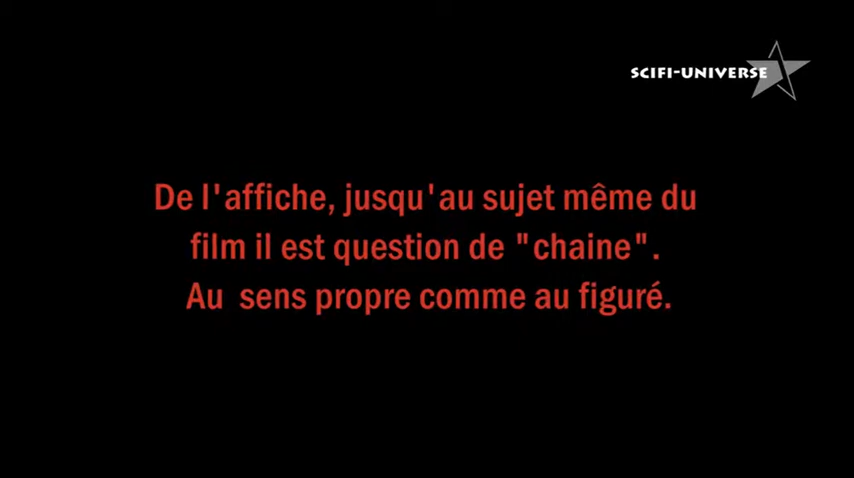 SCIFI-UNIVERSE
De l'affiche, jusqu'au sujet même du
film il est question de "chaine".
Au sens propre comme au figuré.